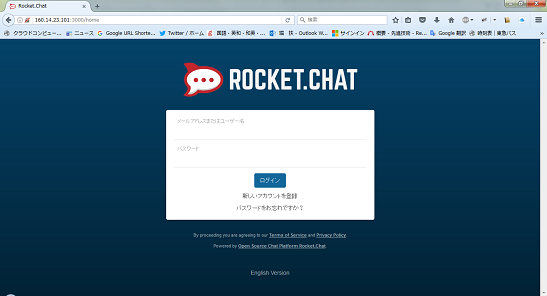 Rocket.Chat
160.14.23.101:3000/home
検索
クラウドコンピュー...
ニュース
Google URL Shorte...
Twitter / ホーム
国語・英和・和英 - ...
Outlook W...
サインイン
概要 - 先進技術 - Re...
Google 翻訳
時刻表 | 東急バス
ROCKET.CHAT
メールアドレスまたはユーザー名
パスワード
ログイン
新しいアカウントを登録
パスワードをお忘れですか？
By proceeding you are agreeing to our Terms of Service and Privacy Policy.
Powered by Open Source Chat Platform Rocket.Chat.
English Version